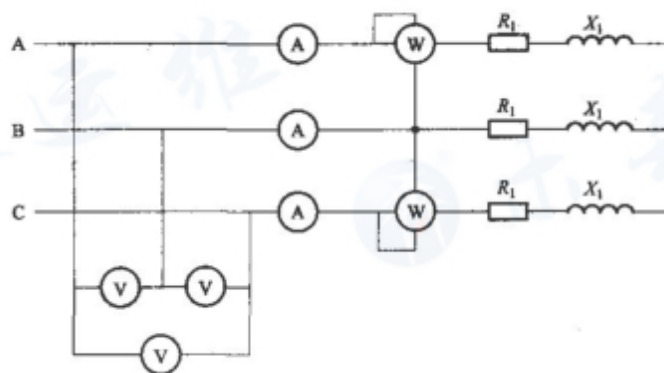 A A W R₁ X₁
B A R₁ X₁
C A W R₁ X₁
V V
V